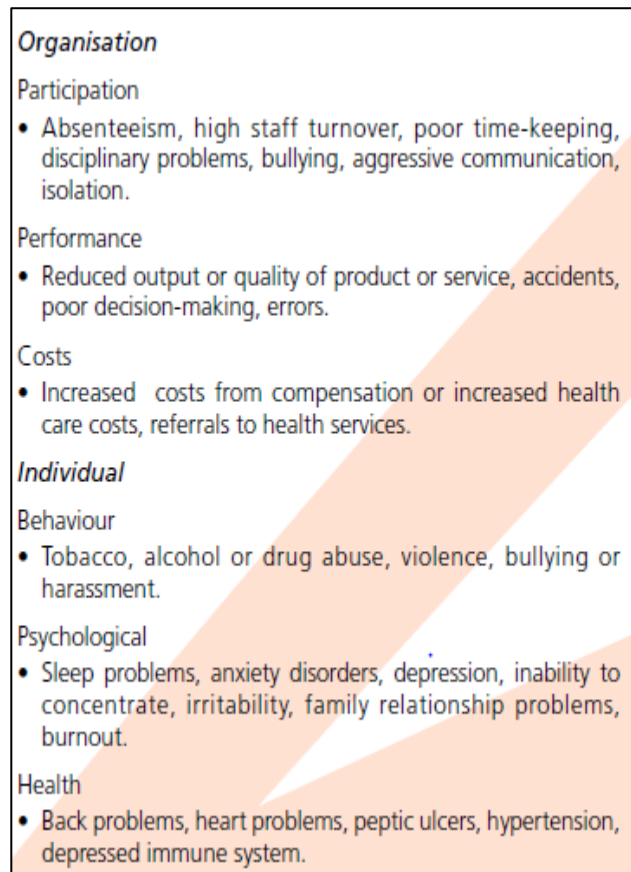 Organisation
Participation
• Absenteeism, high staff turnover, poor time-keeping,
disciplinary problems, bullying, aggressive communication,
isolation.
Performance
• Reduced output or quality of product or service, accidents,
poor decision-making, errors.
Costs
• Increased costs from compensation or increased health
care costs, referrals to health services.
Individual
Behaviour
• Tobacco, alcohol or drug abuse, violence, bullying or
harassment.
Psychological
• Sleep problems, anxiety disorders, depression, inability to
concentrate, irritability, family relationship problems,
burnout.
Health
• Back problems, heart problems, peptic ulcers, hypertension,
depressed immune system.